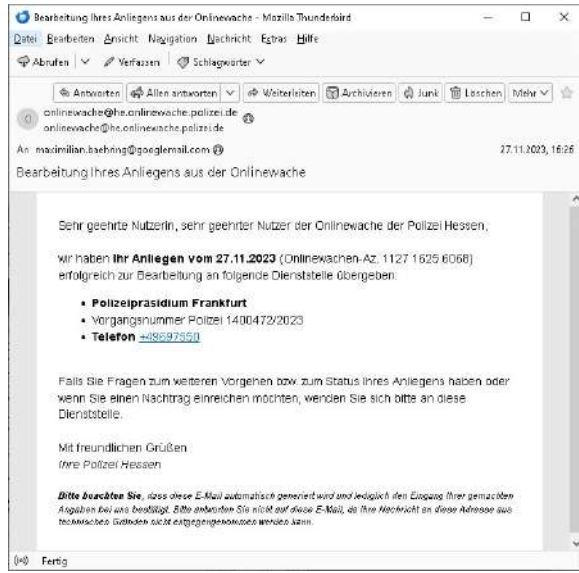 Bearbeitung Ihres Anliegens aus der Onlinewache - Mozilla Thunderbird
Datei Bearbeiten Ansicht Navigation Nachricht Extras Hilfe
Abrufen Verfassen Schlagwörter
Antworten Allen antworten Weiterleiten Archivieren Junk Löschen Mehr
onlinewache@he.onlinewache.polizei.de
onlinewache@he.onlinewache.polizei.de
An maximilian.baehring@googlemail.com 27.11.2023, 16:26
Bearbeitung Ihres Anliegens aus der Onlinewache
Sehr geehrte Nutzerin, sehr geehrter Nutzer der Onlinewache der Polizei Hessen,
wir haben Ihr Anliegen vom 27.11.2023 (Onlinewachen-Az. 1127 1625 6068)
erfolgreich zur Bearbeitung an folgende Dienststelle übergeben:
• Polizeipräsidium Frankfurt
• Vorgangsnummer Polizei 1400472/2023
• Telefon +49697550
Falls Sie Fragen zum weiteren Vorgehen bzw. zum Status Ihres Anliegens haben oder
wenn Sie einen Nachtrag einreichen möchten, wenden Sie sich bitte an diese
Dienststelle.
Mit freundlichen Grüßen
Ihre Polizei Hessen
Bitte beachten Sie, dass diese E-Mail automatisch generiert wird und lediglich den Eingang Ihrer gemachten
Angaben bei uns bestätigt. Bitte antworten Sie nicht auf diese E-Mail, da Ihre Nachricht an diese Adresse aus
technischen Gründen nicht entgegengenommen werden kann.
Fertig